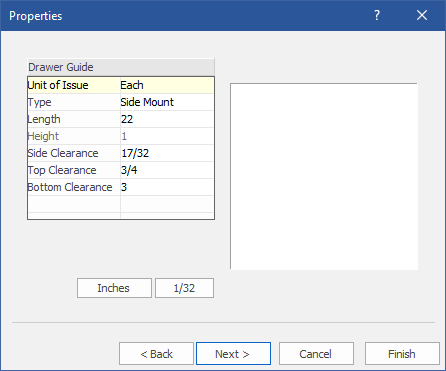 Properties ?
Drawer Guide
Unit of Issue Each
Type Side Mount
Length 22
Height 1
Side Clearance 17/32
Top Clearance 3/4
Bottom Clearance 3
Inches 1/32
< Back Next > Cancel Finish